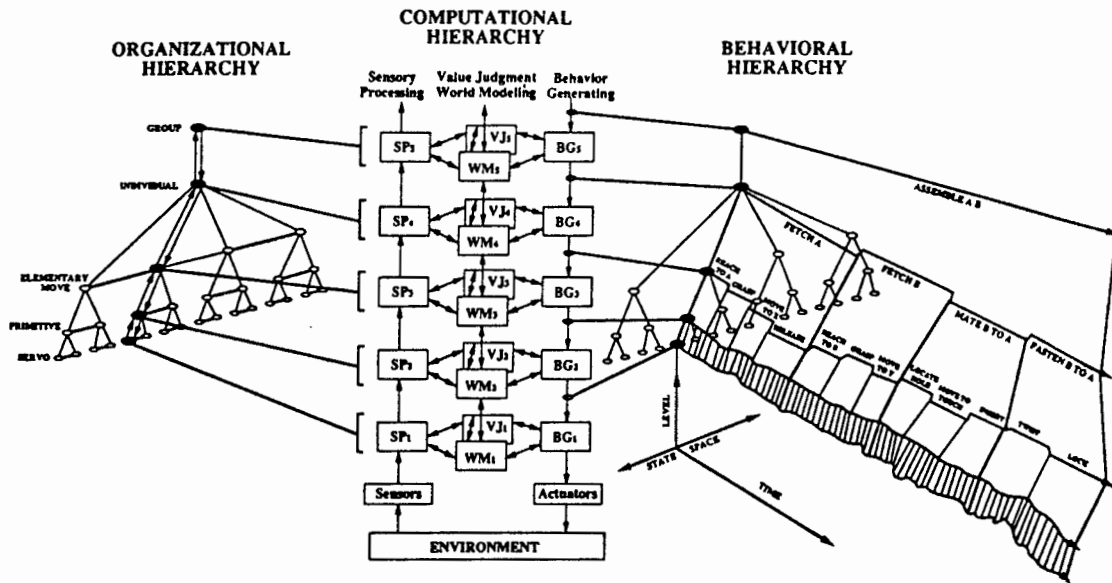 ORGANIZATIONAL
HIERARCHY
COMPUTATIONAL
HIERARCHY
BEHAVIORAL
HIERARCHY
Sensory
Processing
Value Judgment
World Modeling
Behavior
Generating
GROUP
INDIVIDUAL
ELEMENTARY
MOVE
PRIMITIVE
SERVO
SP5
VJ5
WM5
BG5
SP4
VJ4
WM4
BG4
SP3
VJ3
WM3
BG3
SP2
VJ2
WM2
BG2
SP1
VJ1
WM1
BG1
Sensors
Actuators
ENVIRONMENT
ASSEMBLE A B
FETCH A
FETCH B
MATE B TO A
FASTEN B TO A
REACH
TO A
GRASP
MOVE
TO X
RELEASE
REACH
TO B
GRASP
MOVE
TO Y
LOCATE
HOLE
MOVE TO
TOUCH
INSERT
TWIST
LOCK
LEVEL
STATE SPACE
TIME